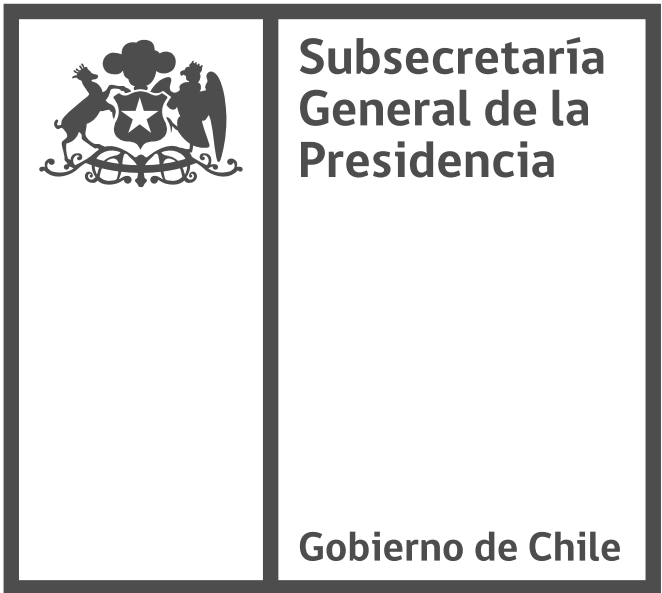 Subsecretaría
General de la
Presidencia
Gobierno de Chile